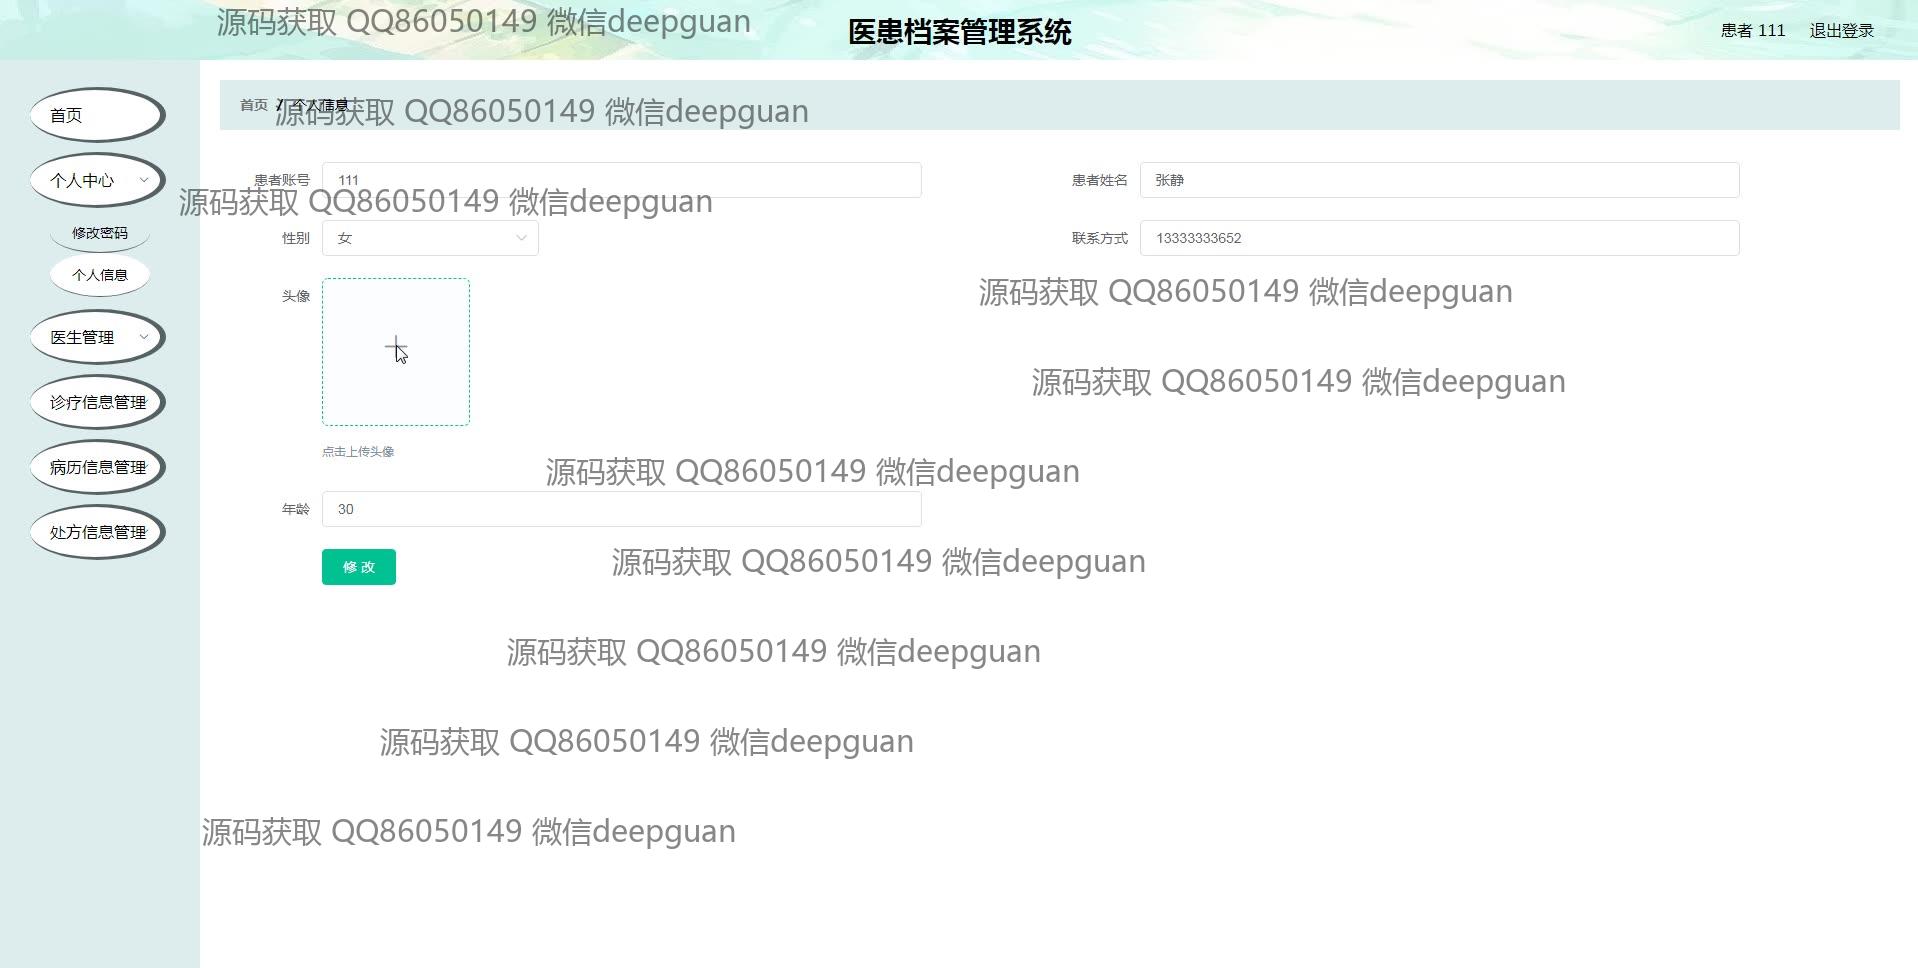 源码获取 QQ86050149 微信deepguan
医患档案管理系统
患者 111 退出登录
首页
个人中心
修改密码
个人信息
医生管理
诊疗信息管理
病历信息管理
处方信息管理
首页 / 个人信息
源码获取 QQ86050149 微信deepguan
患者账号 111
患者姓名 张静
源码获取 QQ86050149 微信deepguan
性别 女
联系方式 13333333652
头像
源码获取 QQ86050149 微信deepguan
源码获取 QQ86050149 微信deepguan
点击上传头像
源码获取 QQ86050149 微信deepguan
年龄 30
修改
源码获取 QQ86050149 微信deepguan
源码获取 QQ86050149 微信deepguan
源码获取 QQ86050149 微信deepguan
源码获取 QQ86050149 微信deepguan